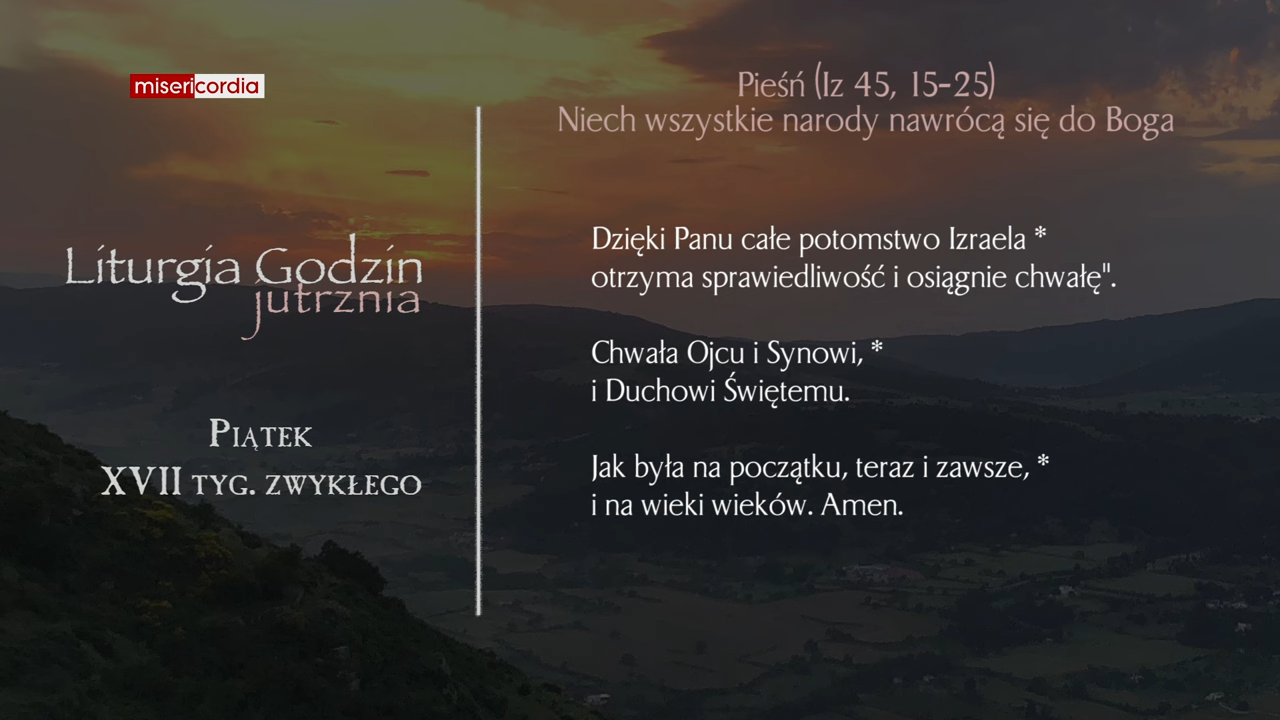 misericordia
Liturgia Godzin
jutrznia
Piątek
XVII tyg. zwykłego
Pieśń (Iz 45, 15-25)
Niech wszystkie narody nawrócą się do Boga
Dzięki Panu całe potomstwo Izraela *
otrzyma sprawiedliwość i osiągnie chwałę".
Chwała Ojcu i Synowi, *
i Duchowi Świętemu.
Jak była na początku, teraz i zawsze, *
i na wieki wieków. Amen.